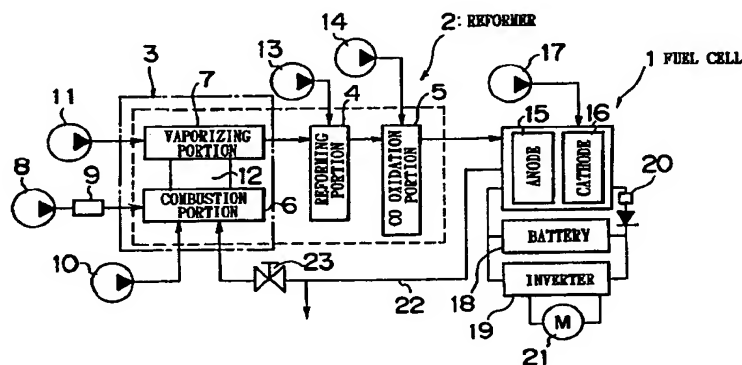 14
2: REFORMER
13
17
3
7
4
5
1 FUEL CELL
11
15
16
VAPORIZING
PORTION
REFORMING
PORTION
CO OXIDATION
PORTION
ANODE
CATHODE
20
8
9
12
COMBUSTION
PORTION
6
BATTERY
10
23
18
INVERTER
22
19
M
21